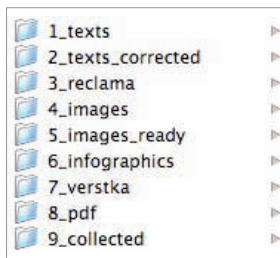 1_texts
2_texts_corrected
3_reclama
4_images
5_images_ready
6_infographics
7_verstka
8_pdf
9_collected